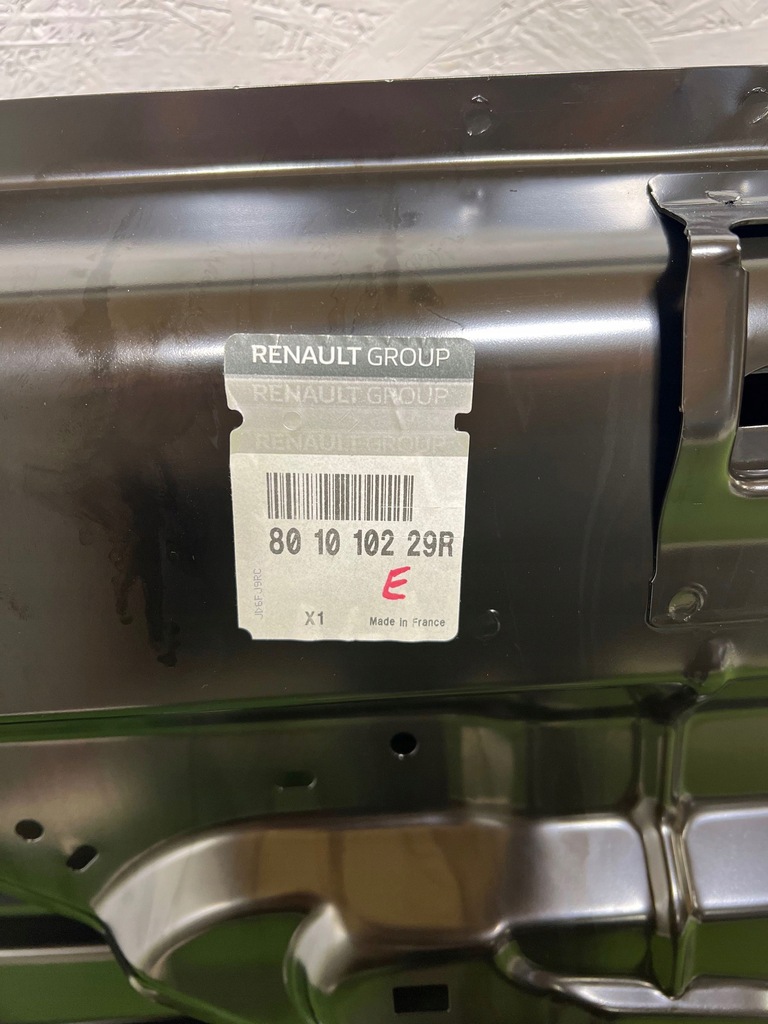 RENAULT GROUP
RENAULT GROUP
RENAULT GROUP
80 10 102 29R
E
X1
Made in France